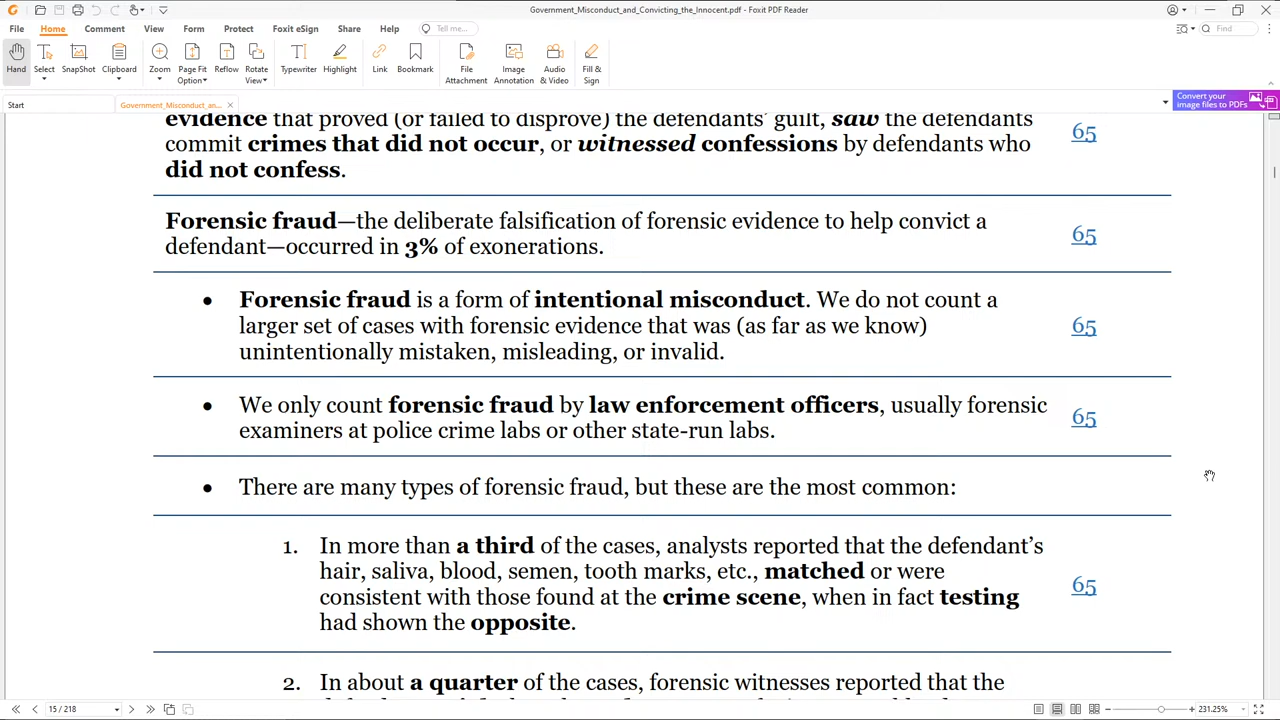 Government_Misconduct_and_Convicting_the_Innocent.pdf - Foxit PDF Reader
File Home Comment View Form Protect Foxit eSign Share Help Tell me... Find
Hand Select SnapShot Clipboard Zoom Page Fit Option Reflow Rotate View Typewriter Highlight Link Bookmark File Attachment Image Annotation Audio & Video Fill & Sign
Start Government_Misconduct_an... Convert your image files to PDFs
evidence that proved (or failed to disprove) the defendants' guilt, saw the defendants
commit crimes that did not occur, or witnessed confessions by defendants who 65
did not confess.
Forensic fraud—the deliberate falsification of forensic evidence to help convict a
defendant—occurred in 3% of exonerations. 65
• Forensic fraud is a form of intentional misconduct. We do not count a
larger set of cases with forensic evidence that was (as far as we know) 65
unintentionally mistaken, misleading, or invalid.
• We only count forensic fraud by law enforcement officers, usually forensic
examiners at police crime labs or other state-run labs. 65
• There are many types of forensic fraud, but these are the most common:
1. In more than a third of the cases, analysts reported that the defendant's
hair, saliva, blood, semen, tooth marks, etc., matched or were
consistent with those found at the crime scene, when in fact testing 65
had shown the opposite.
2. In about a quarter of the cases, forensic witnesses reported that the
15 / 218 231.25%